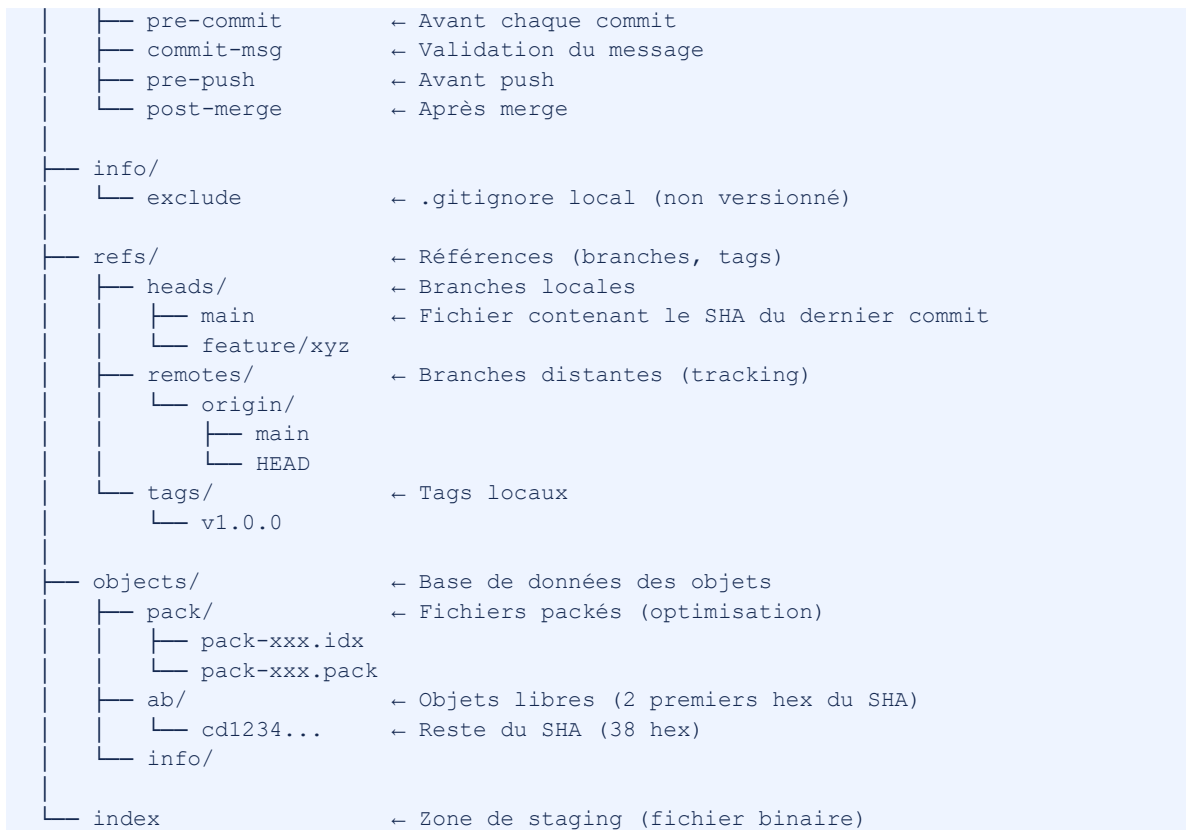 │   ├── pre-commit        ← Avant chaque commit
│   ├── commit-msg        ← Validation du message
│   ├── pre-push          ← Avant push
│   └── post-merge        ← Après merge
│
├── info/
│   └── exclude           ← .gitignore local (non versionné)
│
├── refs/                 ← Références (branches, tags)
│   ├── heads/            ← Branches locales
│   │   ├── main          ← Fichier contenant le SHA du dernier commit
│   │   └── feature/xyz
│   ├── remotes/          ← Branches distantes (tracking)
│   │   └── origin/
│   │       ├── main
│   │       └── HEAD
│   └── tags/             ← Tags locaux
│       └── v1.0.0
│
├── objects/              ← Base de données des objets
│   ├── pack/             ← Fichiers packés (optimisation)
│   │   ├── pack-xxx.idx
│   │   └── pack-xxx.pack
│   ├── ab/               ← Objets libres (2 premiers hex du SHA)
│   │   └── cd1234...     ← Reste du SHA (38 hex)
│   └── info/
│
└── index                 ← Zone de staging (fichier binaire)